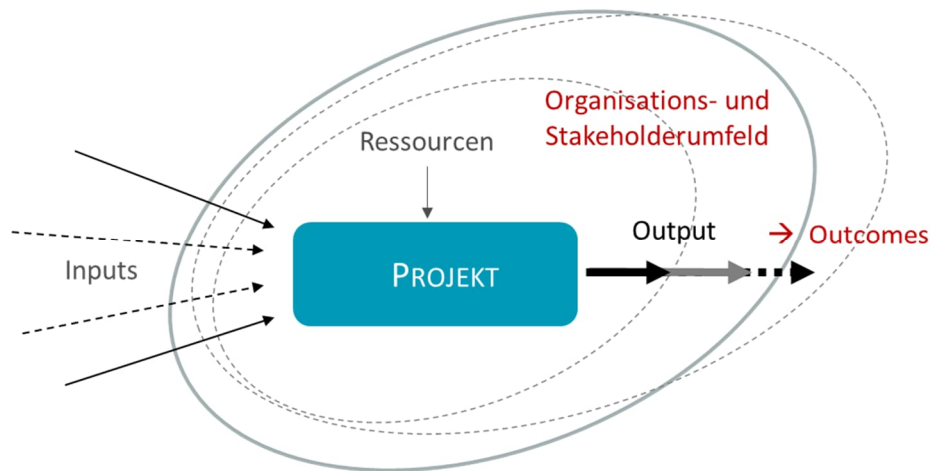 Organisations- und
Stakeholderumfeld
Ressourcen
Output
→ Outcomes
Inputs
PROJEKT